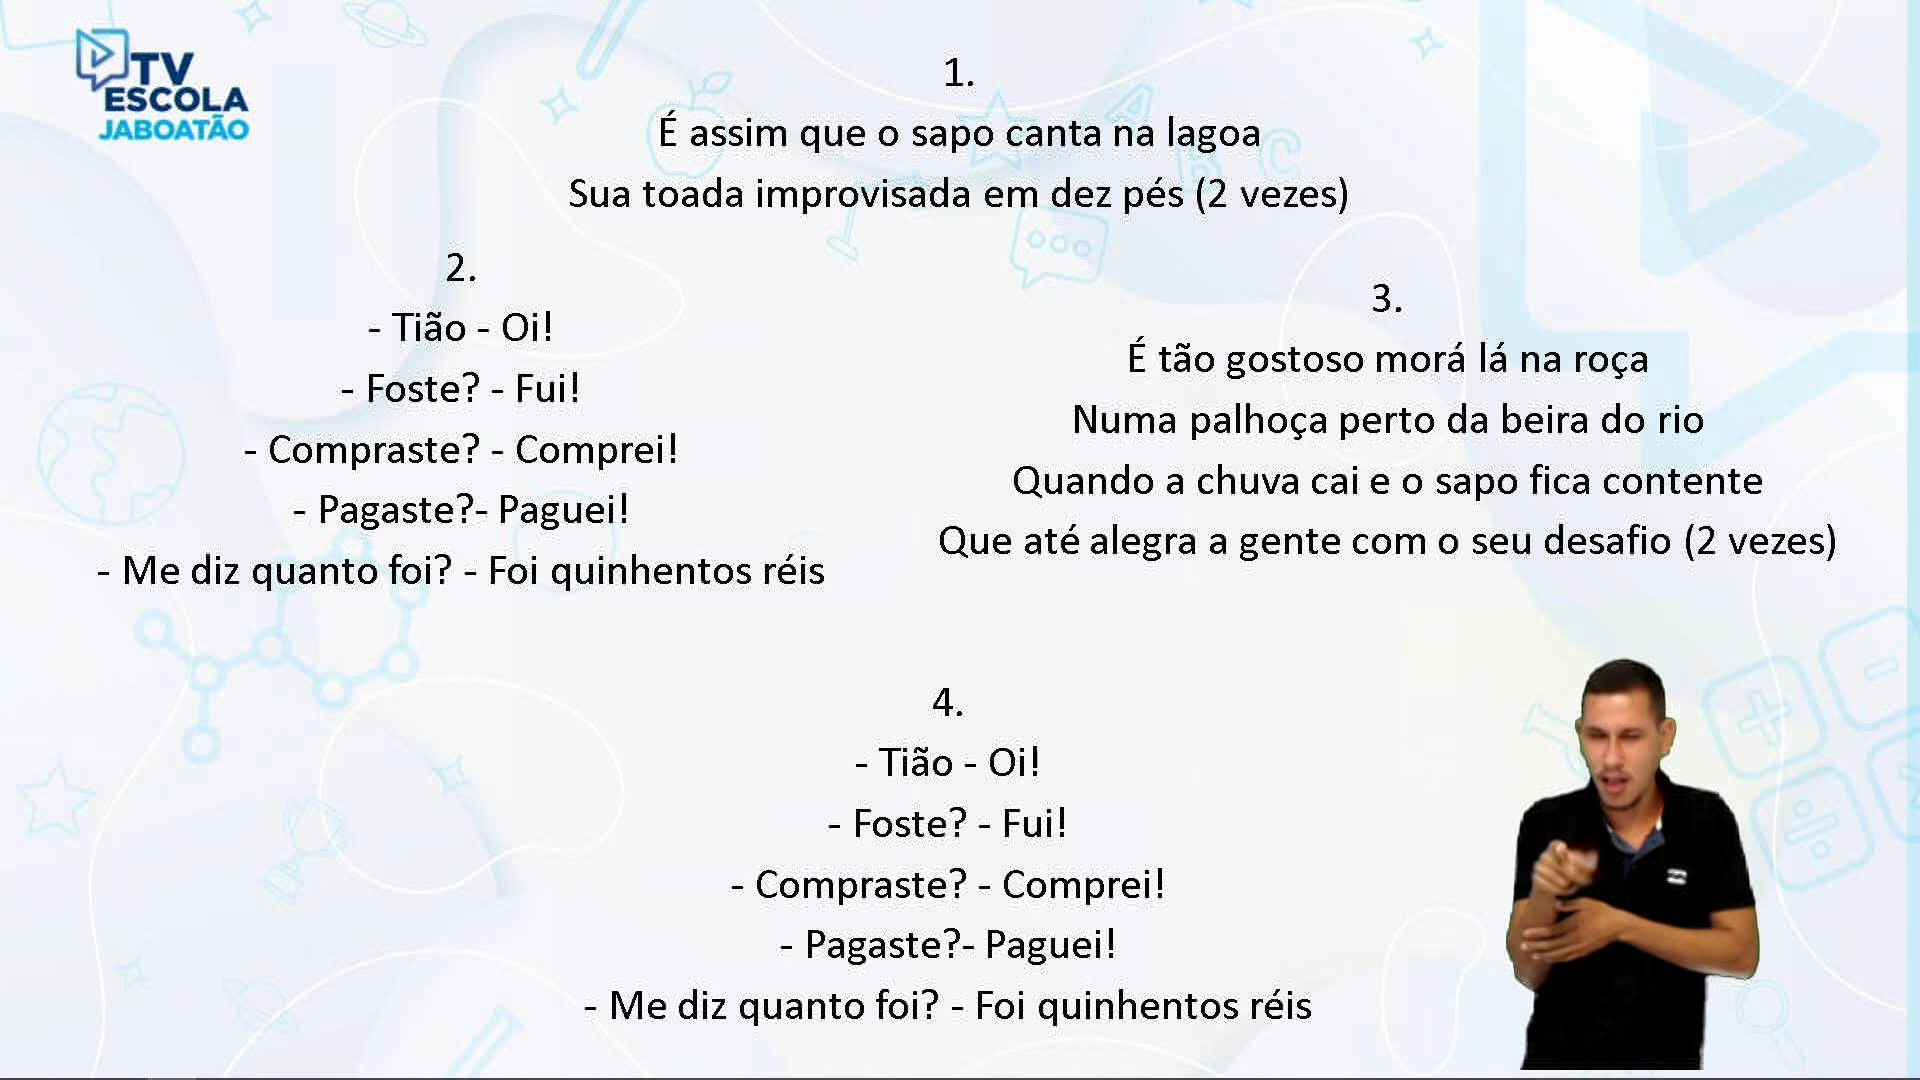 TV
ESCOLA
JABOATÃO
1.
É assim que o sapo canta na lagoa
Sua toada improvisada em dez pés (2 vezes)
2.
- Tião - Oi!
- Foste? - Fui!
- Compraste? - Comprei!
- Pagaste?- Paguei!
- Me diz quanto foi? - Foi quinhentos réis
3.
É tão gostoso morá lá na roça
Numa palhoça perto da beira do rio
Quando a chuva cai e o sapo fica contente
Que até alegra a gente com o seu desafio (2 vezes)
4.
- Tião - Oi!
- Foste? - Fui!
- Compraste? - Comprei!
- Pagaste?- Paguei!
- Me diz quanto foi? - Foi quinhentos réis
A
B C